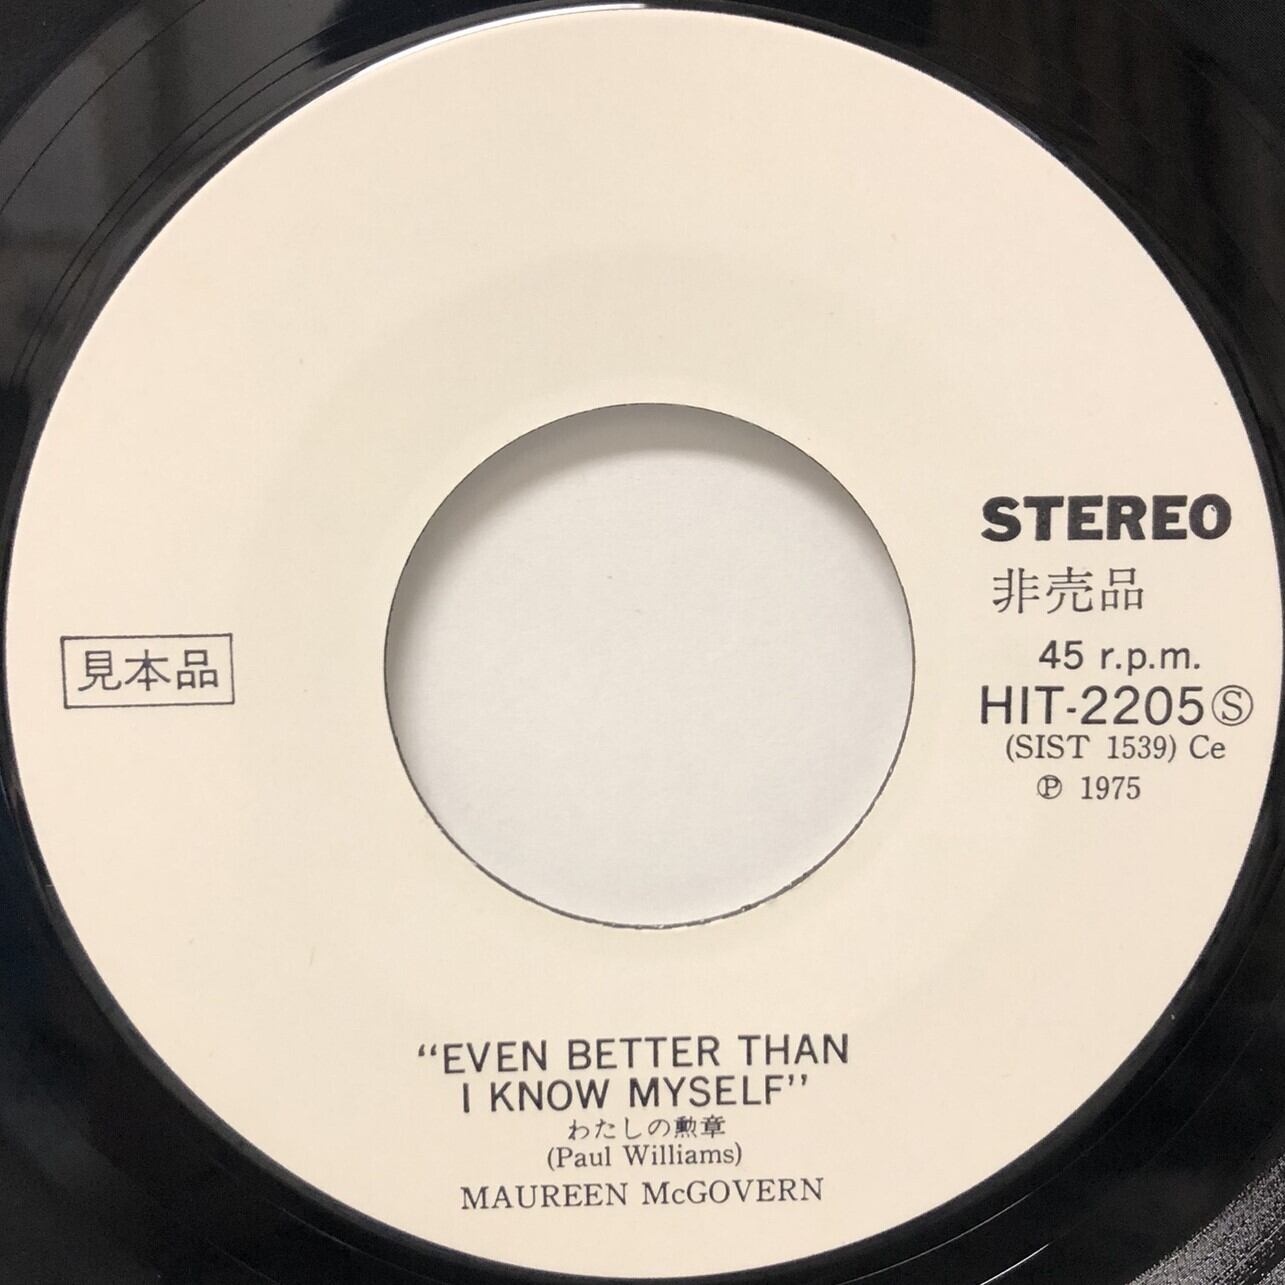 STEREO
非売品
45 r.p.m.
HIT-2205Ⓢ
(SIST 1539) Ce
Ⓟ 1975
見本品
“EVEN BETTER THAN
I KNOW MYSELF”
わたしの勲章
(Paul Williams)
MAUREEN McGOVERN